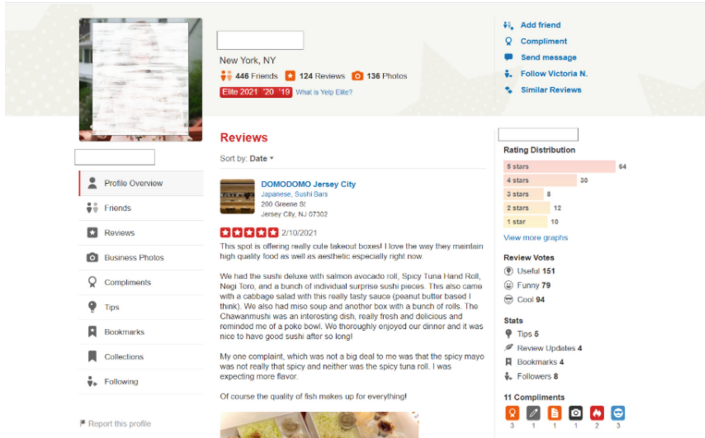 New York, NY
446 Friends 124 Reviews 136 Photos
Elite 2021 '20 '19 What is Yelp Elite?
Add friend
Compliment
Send message
Follow Victoria N.
Similar Reviews
Profile Overview
Friends
Reviews
Business Photos
Compliments
Tips
Bookmarks
Collections
Following
Report this profile
Reviews
Sort by: Date
DOMODOMO Jersey City
Japanese, Sushi Bars
200 Greene St
Jersey City, NJ 07302
2/10/2021
This spot is offering really cute takeout boxes! I love the way they maintain
high quality food as well as aesthetic especially right now
We had the sushi deluxe with salmon avocado roll, Spicy Tuna Hand Roll,
Negi Toro, and a bunch of individual surprise sushi pieces. This also came
with a cabbage salad with this really tasty sauce (peanut butter based I
think). We also had miso soup and another box with a bunch of rolls. The
Chawanmushi was an interesting dish, really fresh and delicious and
reminded me of a poke bowl. We thoroughly enjoyed our dinner and it was
nice to have good sushi after so long!
My one complaint, which was not a big deal to me was that the spicy mayo
was not really that spicy and neither was the spicy tuna roll. I was
expecting more flavor.
Of course the quality of fish makes up for everything!
Rating Distribution
5 stars 64
4 stars 30
3 stars 8
2 stars 12
1 star 10
View more graphs
Review Votes
Useful 151
Funny 79
Cool 94
Stats
Tips 5
Review Updates 4
Bookmarks 4
Followers 8
11 Compliments
3 1 1 1 2 3